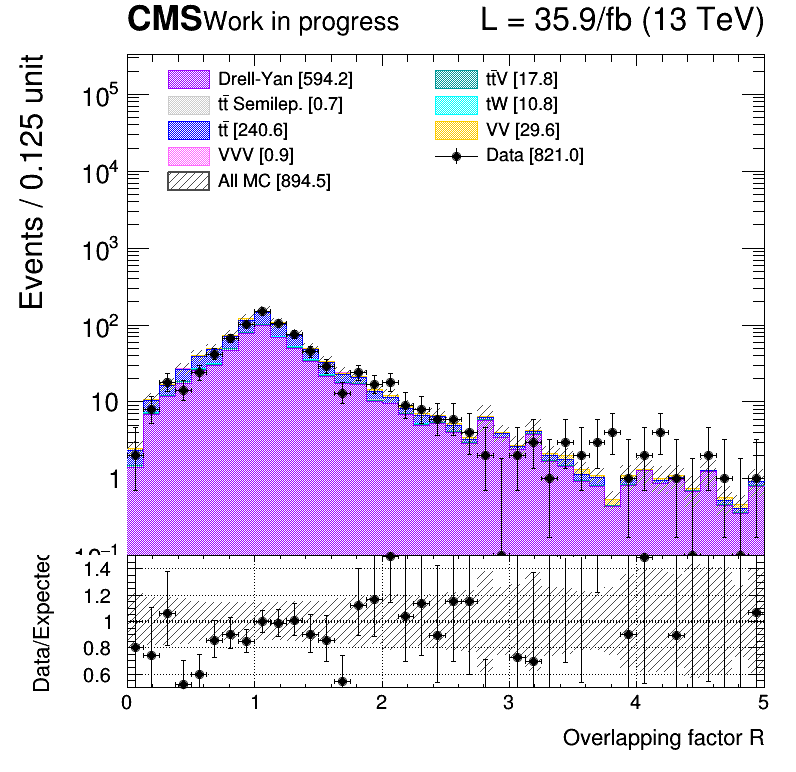 CMS Work in progress L = 35.9/fb (13 TeV)
Events / 0.125 unit
Drell-Yan [594.2]
tt̄ Semilep. [0.7]
tt̄ [240.6]
VVV [0.9]
All MC [894.5]
tt̄V [17.8]
tW [10.8]
VV [29.6]
Data [821.0]
10⁵
10⁴
10³
10²
10
1
10⁻¹
Data/Expected
1.4
1.2
1
0.8
0.6
0 1 2 3 4 5
Overlapping factor R